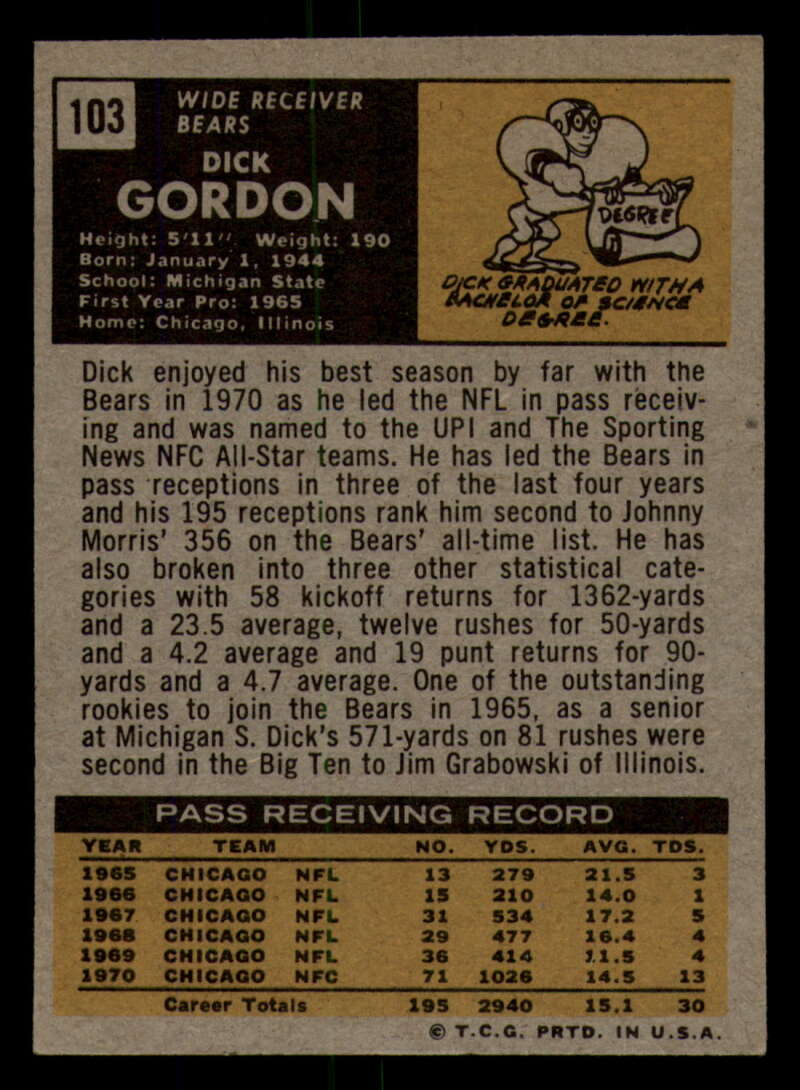 103
WIDE RECEIVER
BEARS
DICK
GORDON
Height: 5'11" Weight: 190
Born: January 1, 1944
School: Michigan State
First Year Pro: 1965
Home: Chicago, Illinois
DEGREE
DICK GRADUATED WITH A
BACHELOR OF SCIENCE
DEGREE.
Dick enjoyed his best season by far with the
Bears in 1970 as he led the NFL in pass receiv-
ing and was named to the UPI and The Sporting
News NFC All-Star teams. He has led the Bears in
pass receptions in three of the last four years
and his 195 receptions rank him second to Johnny
Morris' 356 on the Bears' all-time list. He has
also broken into three other statistical cate-
gories with 58 kickoff returns for 1362-yards
and a 23.5 average, twelve rushes for 50-yards
and a 4.2 average and 19 punt returns for 90-
yards and a 4.7 average. One of the outstanding
rookies to join the Bears in 1965, as a senior
at Michigan S. Dick's 571-yards on 81 rushes were
second in the Big Ten to Jim Grabowski of Illinois.
PASS RECEIVING RECORD
YEAR TEAM NO. YDS. AVG. TDS.
1965 CHICAGO NFL 13 279 21.5 3
1966 CHICAGO NFL 15 210 14.0 1
1967 CHICAGO NFL 31 534 17.2 5
1968 CHICAGO NFL 29 477 16.4 4
1969 CHICAGO NFL 36 414 11.5 4
1970 CHICAGO NFC 71 1026 14.5 13
Career Totals 195 2940 15.1 30
© T.C.G. PRTD. IN U.S.A.